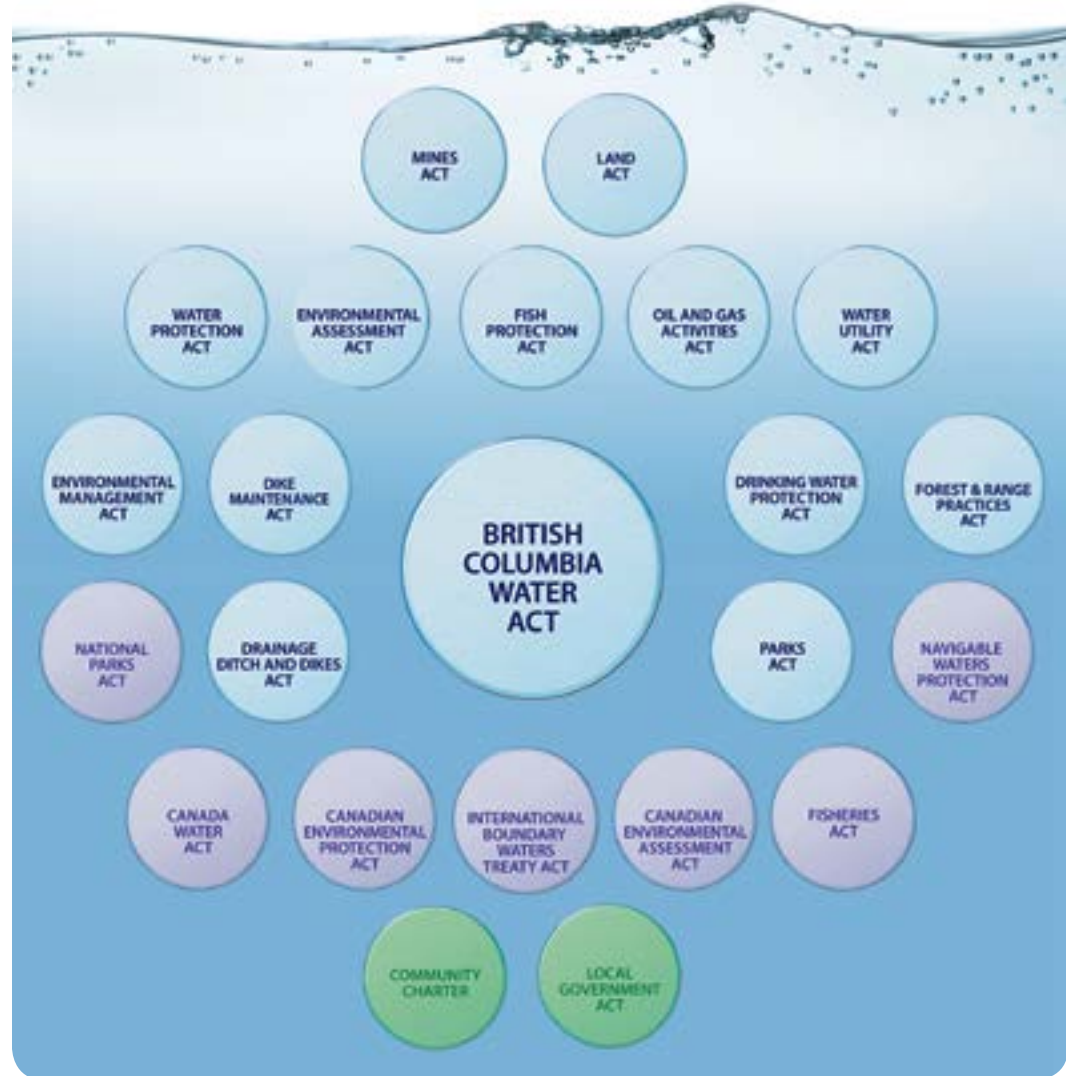 MINES
ACT
LAND
ACT
WATER
PROTECTION
ACT
ENVIRONMENTAL
ASSESSMENT
ACT
FISH
PROTECTION
ACT
OIL AND GAS
ACTIVITIES
ACT
WATER
UTILITY
ACT
ENVIRONMENTAL
MANAGEMENT
ACT
DIKE
MAINTENANCE
ACT
BRITISH
COLUMBIA
WATER
ACT
DRINKING WATER
PROTECTION
ACT
FOREST & RANGE
PRACTICES
ACT
NATIONAL
PARKS
ACT
DRAINAGE
DITCH AND DIKES
ACT
PARKS
ACT
NAVIGABLE
WATERS
PROTECTION
ACT
CANADA
WATER
ACT
CANADIAN
ENVIRONMENTAL
PROTECTION
ACT
INTERNATIONAL
BOUNDARY
WATERS
TREATY ACT
CANADIAN
ENVIRONMENTAL
ASSESSMENT
ACT
FISHERIES
ACT
COMMUNITY
CHARTER
LOCAL
GOVERNMENT
ACT